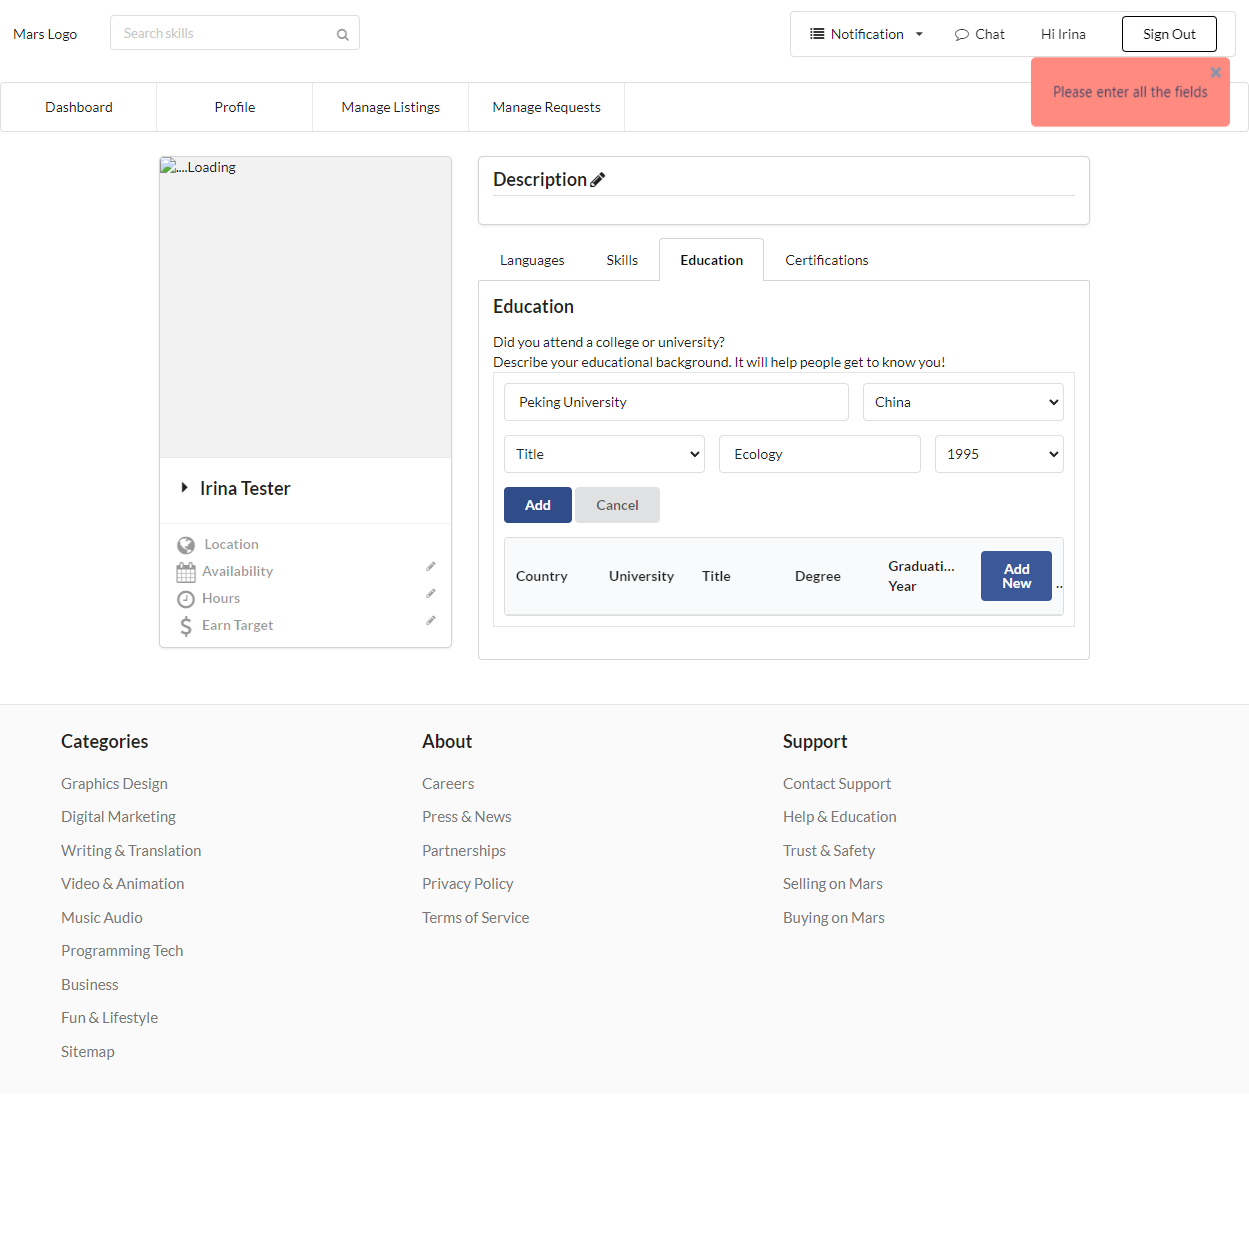 Mars Logo
Search skills
Notification
Chat
Hi Irina
Sign Out
Please enter all the fields
Dashboard
Profile
Manage Listings
Manage Requests
....Loading
Irina Tester
Location
Availability
Hours
Earn Target
Description
Languages
Skills
Education
Certifications
Education
Did you attend a college or university?
Describe your educational background. It will help people get to know you!
Peking University
China
Title
Ecology
1995
Add
Cancel
Country
University
Title
Degree
Graduati...
Year
Add
New
..
Categories
Graphics Design
Digital Marketing
Writing & Translation
Video & Animation
Music Audio
Programming Tech
Business
Fun & Lifestyle
Sitemap
About
Careers
Press & News
Partnerships
Privacy Policy
Terms of Service
Support
Contact Support
Help & Education
Trust & Safety
Selling on Mars
Buying on Mars